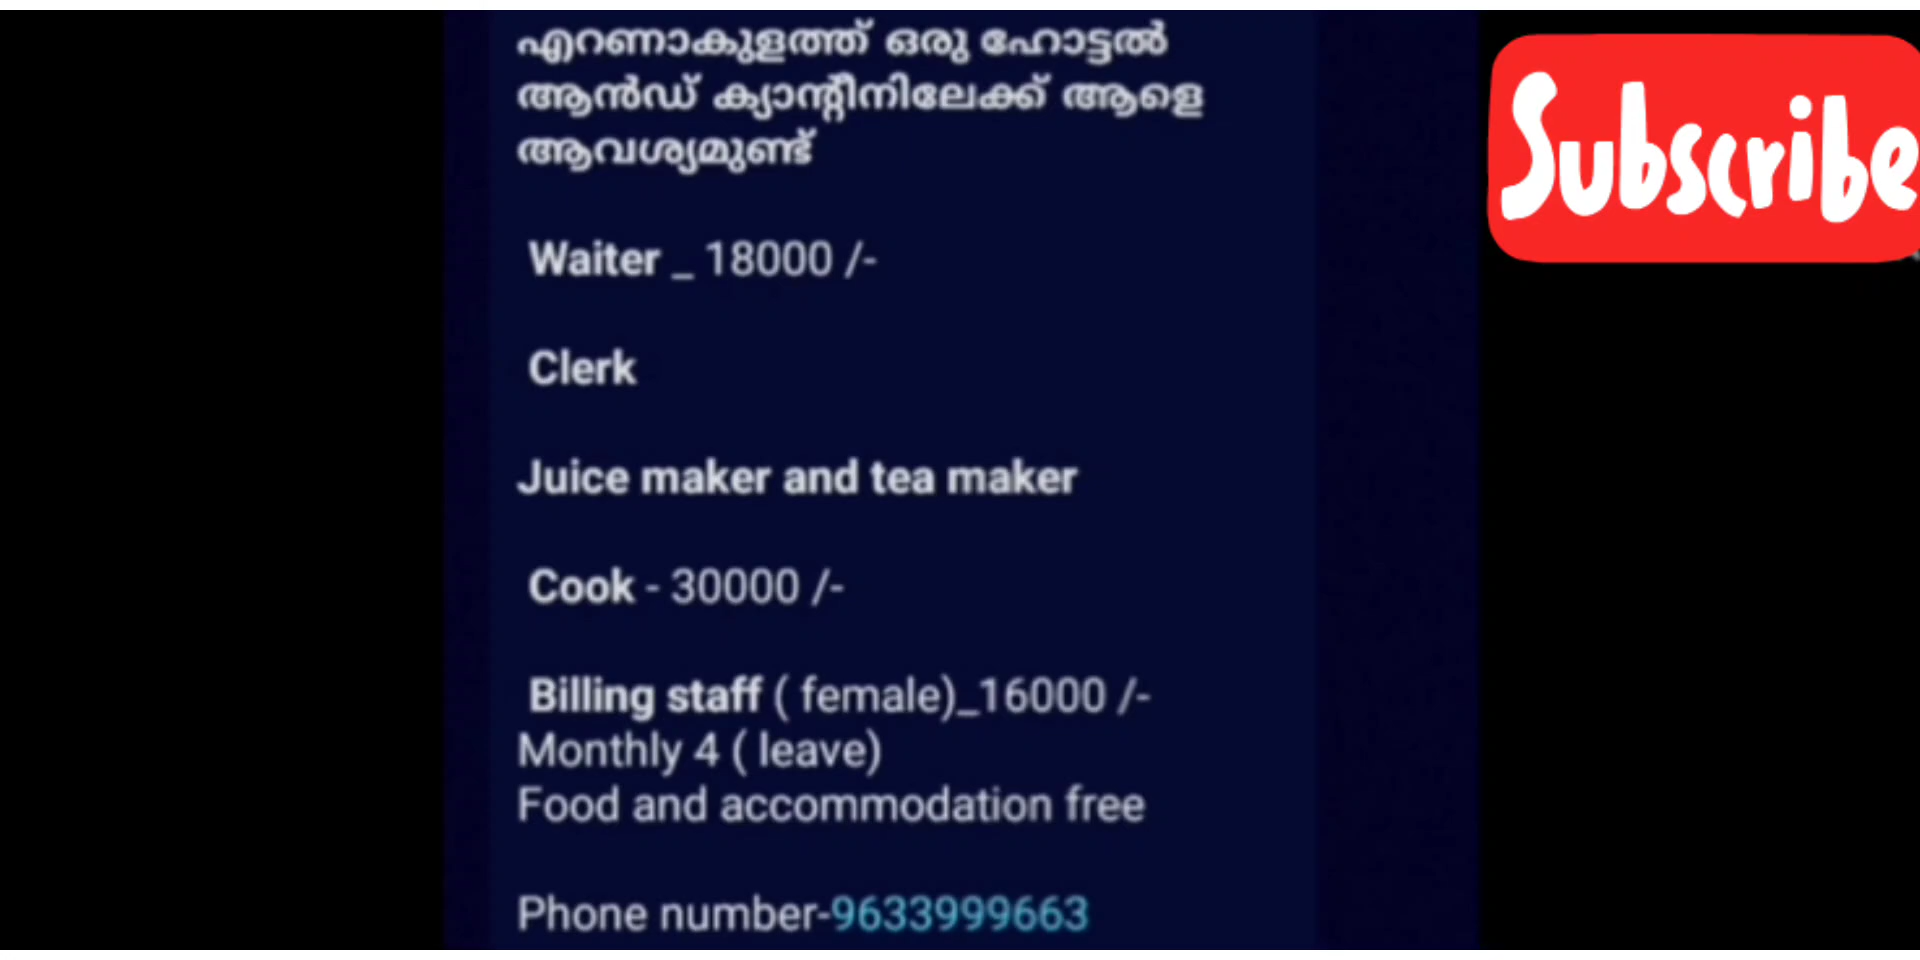 എറണാകുളത്ത് ഒരു ഹോട്ടൽ
ആൻഡ് ക്യാന്റീനിലേക്ക് ആളെ
ആവശ്യമുണ്ട്
Waiter _ 18000 /-
Clerk
Juice maker and tea maker
Cook - 30000 /-
Billing staff ( female)_16000 /-
Monthly 4 ( leave)
Food and accommodation free
Phone number-9633999663
Subscribe